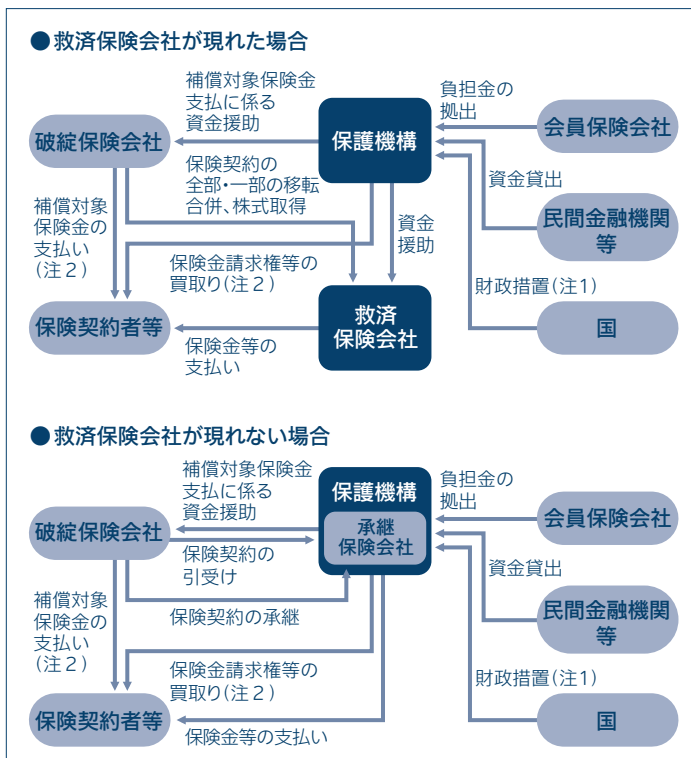 ●救済保険会社が現れた場合
補償対象保険金
支払に係る
資金援助
負担金の
拠出
破綻保険会社
保護機構
会員保険会社
保険契約の
全部・一部の移転
合併、株式取得
資金貸出
補償対象
保険金の
支払い
(注２)
資金
援助
民間金融機関
等
保険金請求権等の
買取り(注２)
財政措置(注1)
保険契約者等
救済
保険会社
国
保険金等の
支払い
●救済保険会社が現れない場合
補償対象保険金
支払に係る
資金援助
負担金の
拠出
保護機構
承継
保険会社
破綻保険会社
会員保険会社
保険契約の
引受け
資金貸出
補償対象
保険金の
支払い
(注２)
保険契約の承継
民間金融機関
等
保険金請求権等の
買取り(注２)
財政措置(注1)
保険契約者等
国
保険金等の支払い